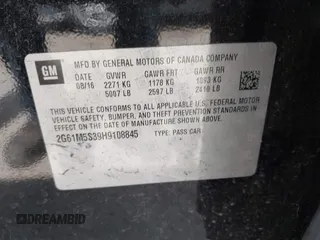 GM
MFD BY GENERAL MOTORS OF CANADA COMPANY
DATE GVWR GAWR FRT GAWR RR
08/16 2271 KG 1178 KG 1093 KG
5007 LB 2597 LB 2410 LB
THIS VEHICLE CONFORMS TO ALL APPLICABLE U.S. FEDERAL MOTOR
VEHICLE SAFETY, BUMPER, AND THEFT PREVENTION STANDARDS
IN EFFECT ON THE DATE OF MANUFACTURE SHOWN ABOVE.
2G61M5S39H9108845 TYPE: PASS CAR
DREAMBID